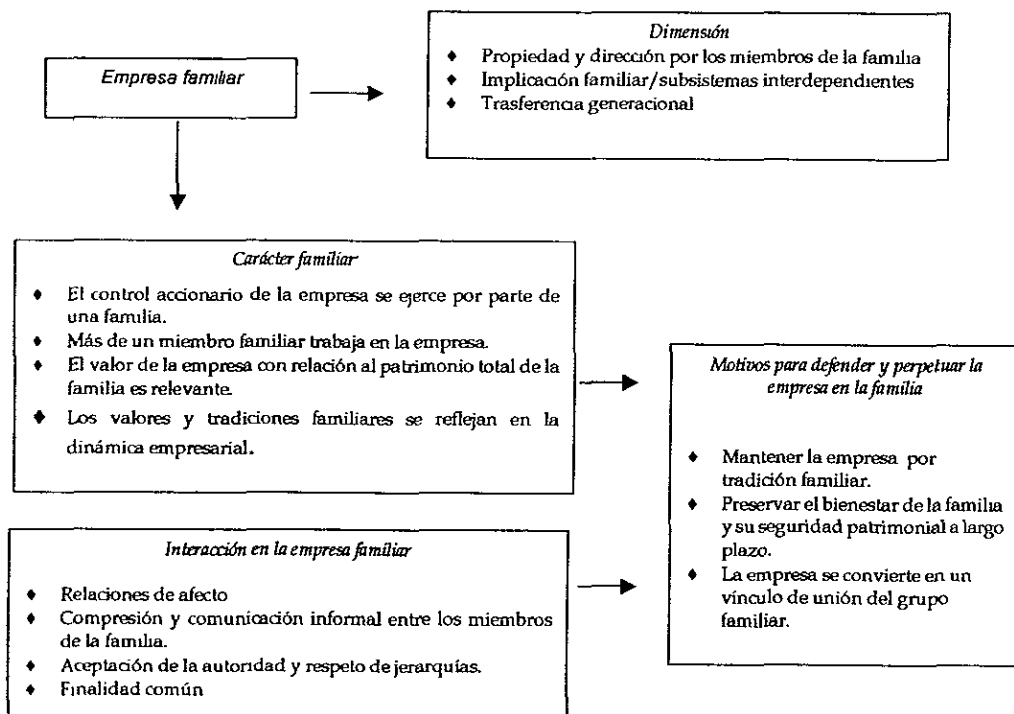 Empresa familiar
Dimensión
♦ Propiedad y dirección por los miembros de la familia
♦ Implicación familiar/subsistemas interdependientes
♦ Trasferencia generacional
Carácter familiar
♦ El control accionario de la empresa se ejerce por parte de
una familia.
♦ Más de un miembro familiar trabaja en la empresa.
♦ El valor de la empresa con relación al patrimonio total de la
familia es relevante.
♦ Los valores y tradiciones familiares se reflejan en la
dinámica empresarial.
Interacción en la empresa familiar
♦ Relaciones de afecto
♦ Compresión y comunicación informal entre los miembros
de la familia.
♦ Aceptación de la autoridad y respeto de jerarquías.
♦ Finalidad común
Motivos para defender y perpetuar la
empresa en la familia
♦ Mantener la empresa por
tradición familiar.
♦ Preservar el bienestar de la familia
y su seguridad patrimonial a largo
plazo.
♦ La empresa se convierte en un
vínculo de unión del grupo
familiar.